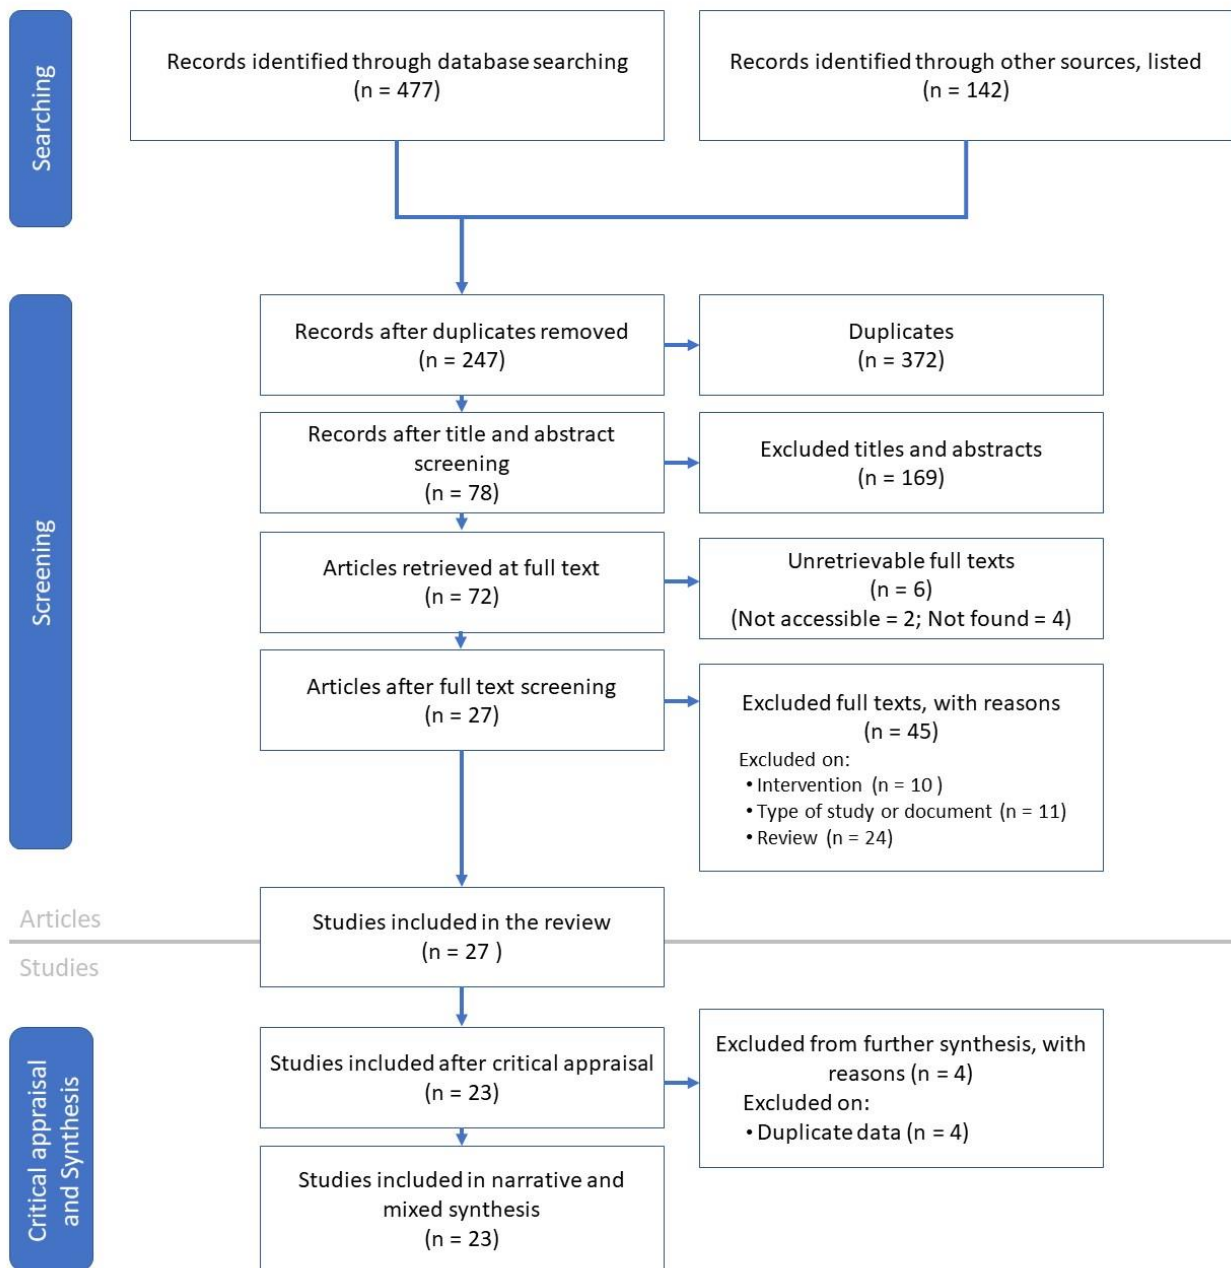 Searching
Records identified through database searching
(n = 477)
Records identified through other sources, listed
(n = 142)
Screening
Records after duplicates removed
(n = 247)
Duplicates
(n = 372)
Records after title and abstract
screening
(n = 78)
Excluded titles and abstracts
(n = 169)
Articles retrieved at full text
(n = 72)
Unretrievable full texts
(n = 6)
(Not accessible = 2; Not found = 4)
Articles after full text screening
(n = 27)
Excluded full texts, with reasons
(n = 45)
Excluded on:
• Intervention (n = 10 )
• Type of study or document (n = 11)
• Review (n = 24)
Articles
Studies included in the review
(n = 27 )
Studies
Critical appraisal
and Synthesis
Studies included after critical appraisal
(n = 23)
Excluded from further synthesis, with
reasons (n = 4)
Excluded on:
• Duplicate data (n = 4)
Studies included in narrative and
mixed synthesis
(n = 23)